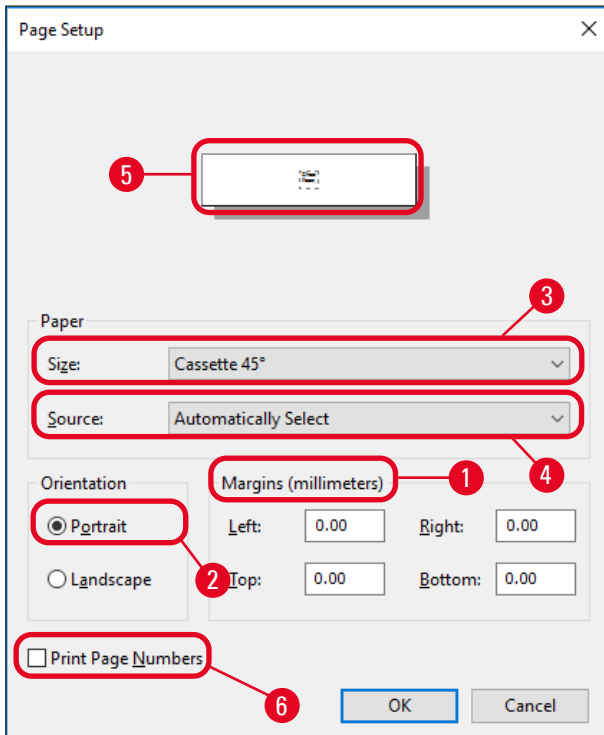 Page Setup
5
3
Paper
Size: Cassette 45°
Source: Automatically Select
4
Orientation
Margins (millimeters)
1
Portrait
Left: 0.00 Right: 0.00
2
Landscape
Top: 0.00 Bottom: 0.00
Print Page Numbers
6
OK Cancel